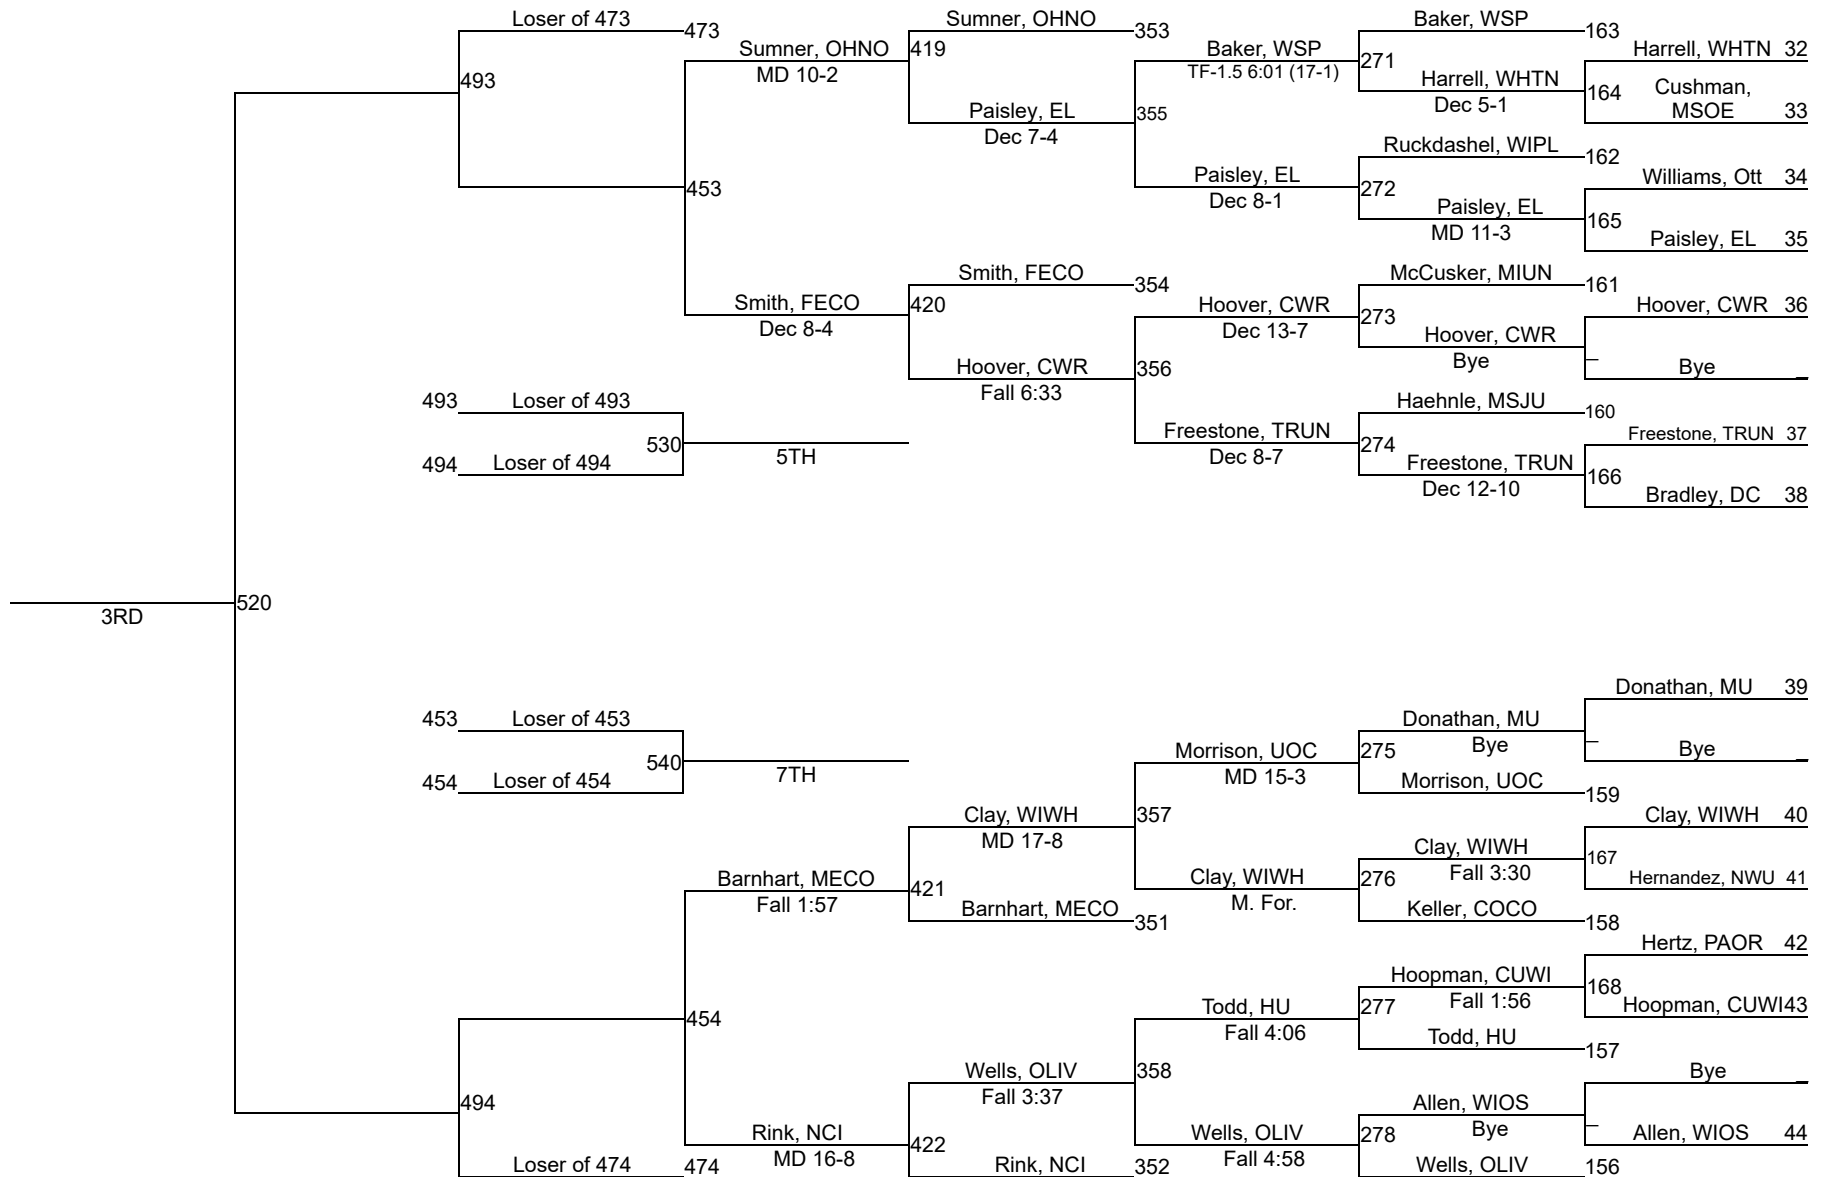 Loser of 473 473 Sumner, OHNO 353 Baker, WSP 163
Sumner, OHNO 419 Baker, WSP 271 Harrell, WHTN 32
MD 10-2 TF-1.5 6:01 (17-1) Harrell, WHTN
493 164 Cushman,
Paisley, EL 355 Dec 5-1 MSOE 33
Dec 7-4 Ruckdashel, WIPL 162
453 Paisley, EL 272 Williams, Ott 34
Dec 8-1 Paisley, EL 165
MD 11-3 Paisley, EL 35
Smith, FECO 354 McCusker, MIUN 161
Smith, FECO 420 Hoover, CWR 273 Hoover, CWR 36
Dec 8-4 Dec 13-7 Hoover, CWR _
Hoover, CWR 356 Bye Bye _
Fall 6:33
493 Loser of 493 Haehnle, MSJU 160
530 5TH Freestone, TRUN 274 Freestone, TRUN 37
494 Loser of 494 Dec 8-7 Freestone, TRUN 166
Dec 12-10 Bradley, DC 38
520
3RD
Donathan, MU 39
453 Loser of 453 Donathan, MU _
540 7TH Morrison, UOC 275 Bye Bye _
454 Loser of 454 MD 15-3 Morrison, UOC 159
Clay, WIWH 357 Clay, WIWH 40
MD 17-8 Clay, WIWH 167
Barnhart, MECO 421 Clay, WIWH 276 Fall 3:30 Hernandez, NWU 41
Fall 1:57 Barnhart, MECO 351 M. For. Keller, COCO 158
Hertz, PAOR 42
454 Todd, HU 277 Hoopman, CUWI 168
Fall 4:06 Fall 1:56 Hoopman, CUWI 43
Todd, HU 157
Wells, OLIV 358 Bye _
494 Fall 3:37 Allen, WIOS _
Rink, NCI 422 Wells, OLIV 278 Bye Allen, WIOS 44
Loser of 474 474 MD 16-8 Rink, NCI 352 Fall 4:58 Wells, OLIV 156